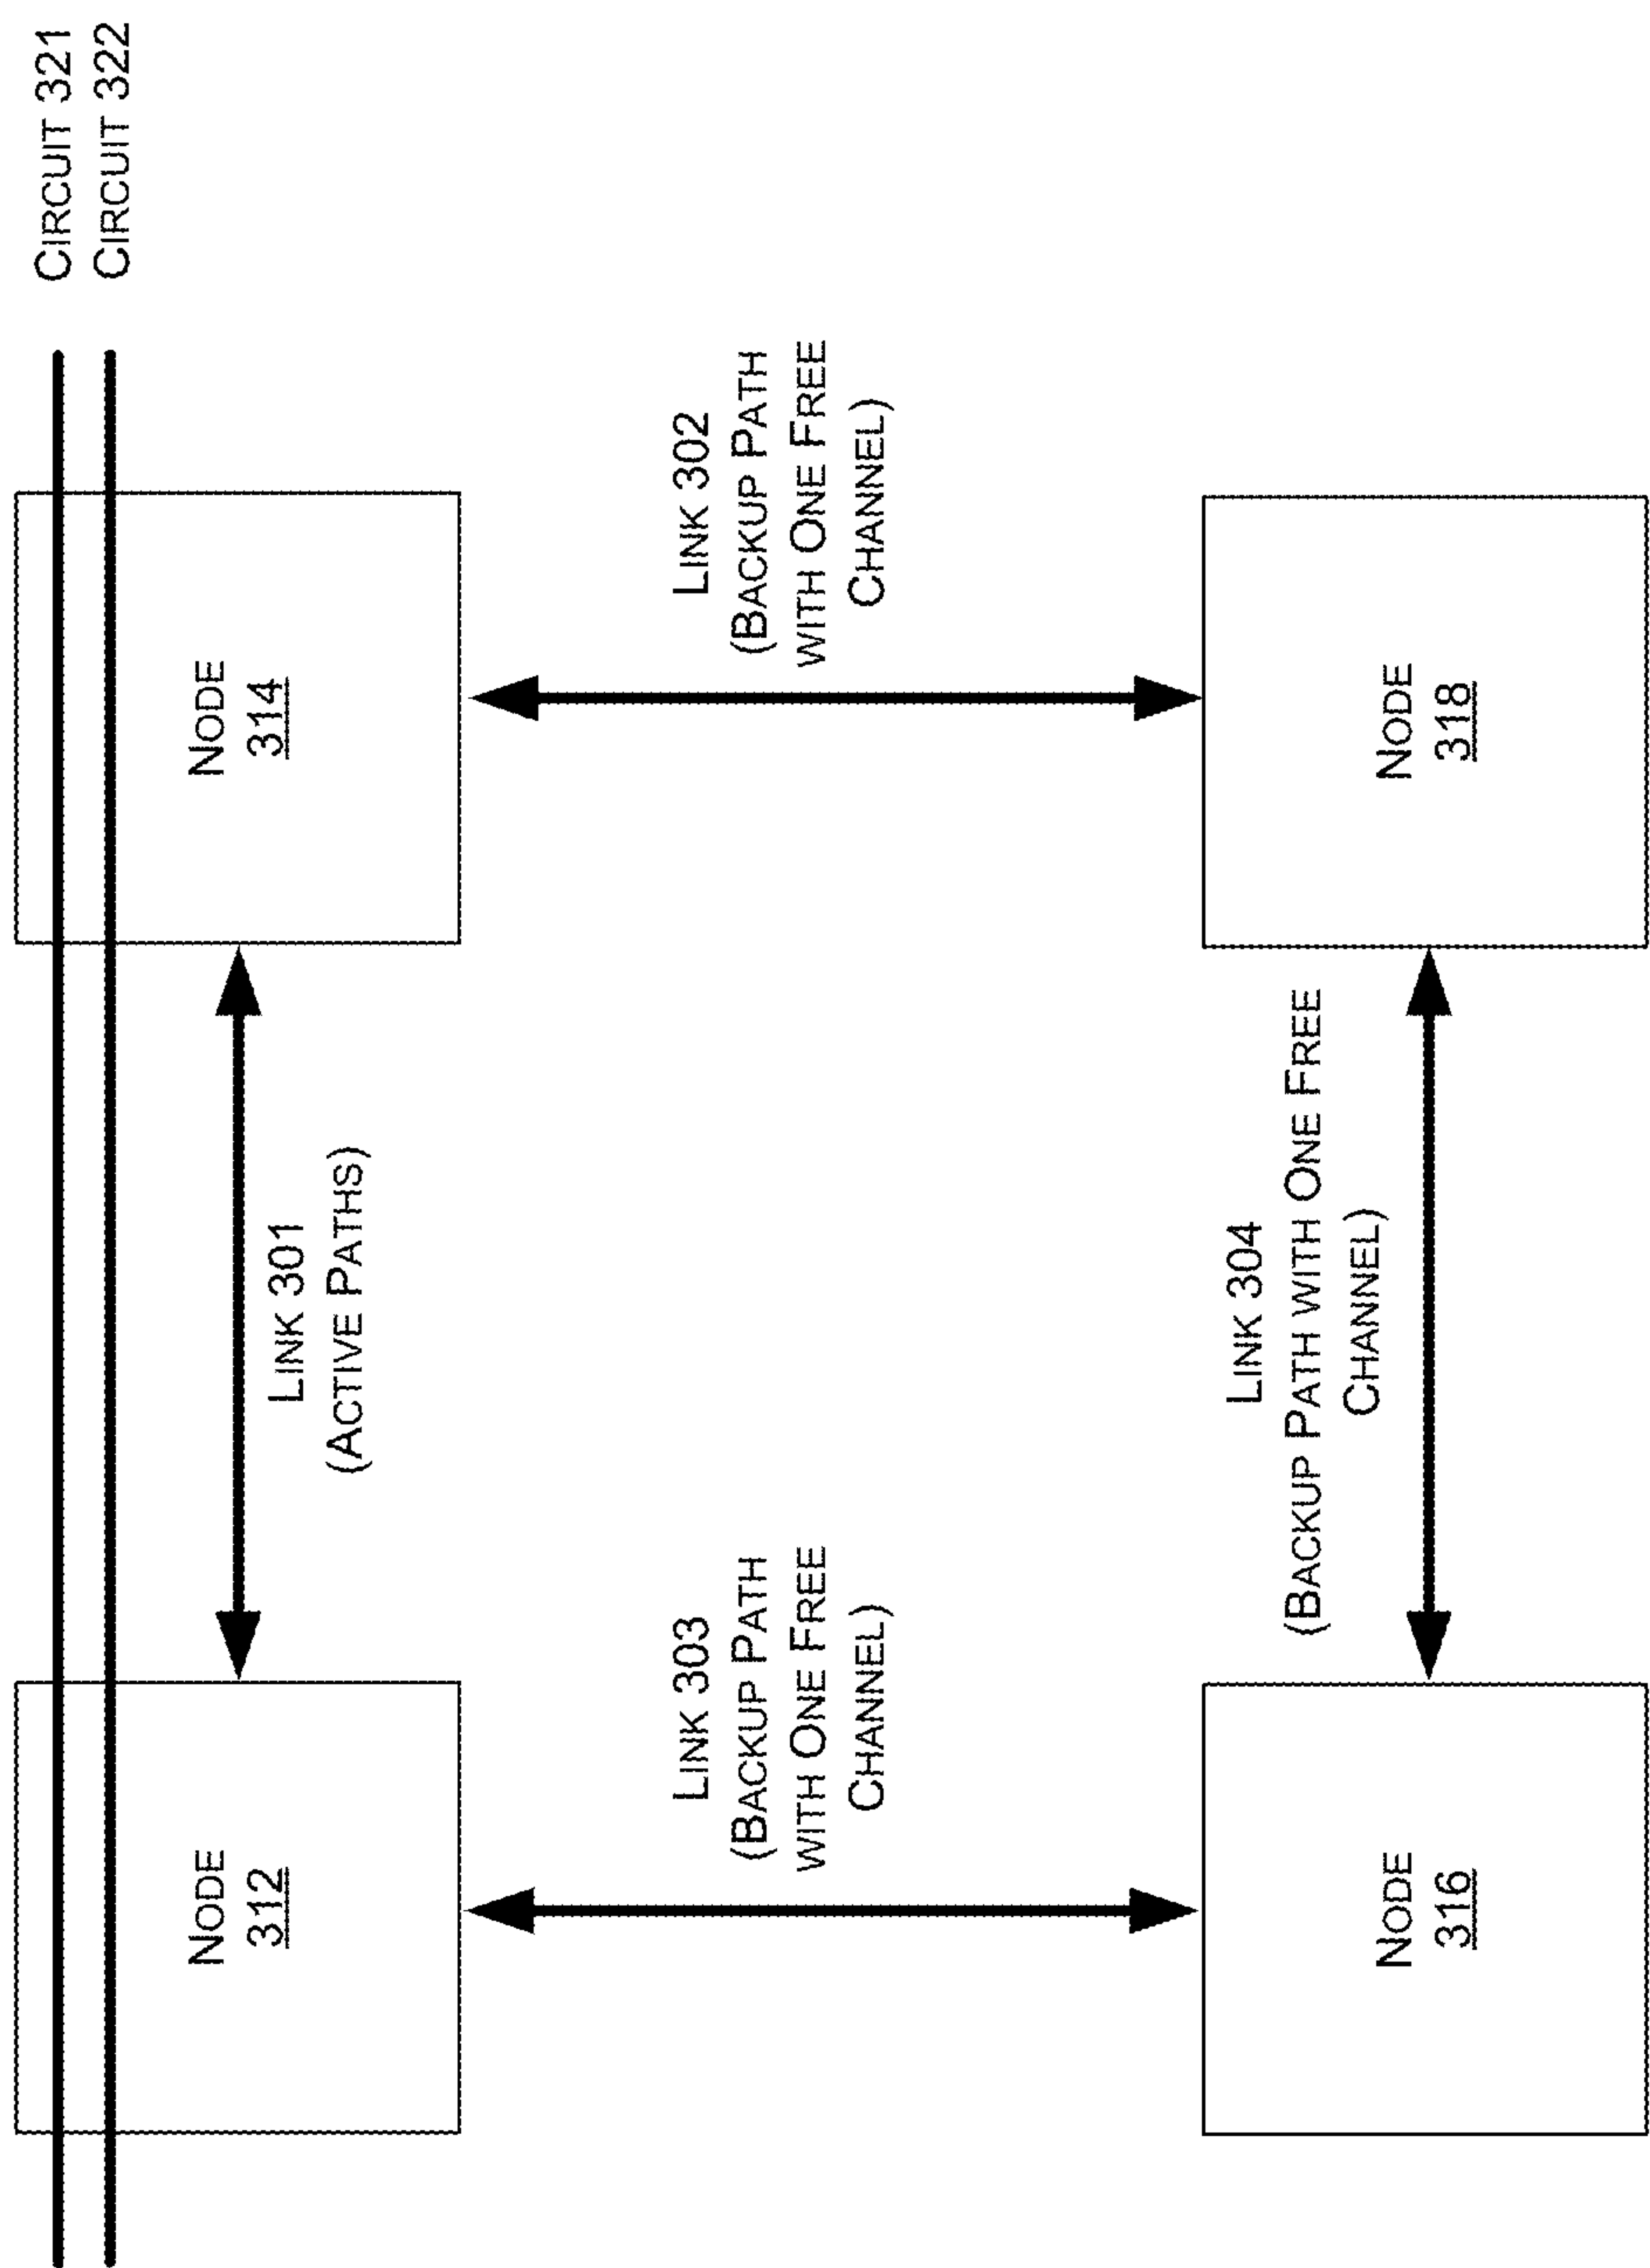 CIRCUIT 321
CIRCUIT 322
NODE
312
LINK 301
(ACTIVE PATHS)
NODE
314
LINK 303
(BACKUP PATH
WITH ONE FREE
CHANNEL)
LINK 302
(BACKUP PATH
WITH ONE FREE
CHANNEL)
NODE
316
LINK 304
(BACKUP PATH WITH ONE FREE
CHANNEL)
NODE
318